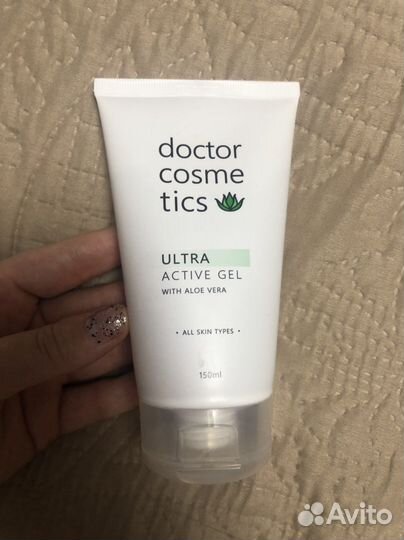 doctor
cosme
tics
ULTRA
ACTIVE GEL
WITH ALOE VERA
• ALL SKIN TYPES •
150ml
Avito